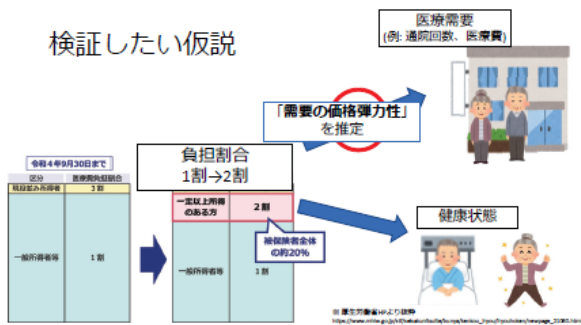 検証したい仮説
医療需要
(例: 通院回数、医療費)
「需要の価格弾力性」
を推定
負担割合
1割→2割
令和4年9月30日まで
区分
医療費負担割合
現役並み所得者
3割
一般所得者等
1割
一定以上所得
のある方
2割
被保険者全体
の約20%
一般所得者等
1割
健康状態
※ 厚生労働省HPより抜粋